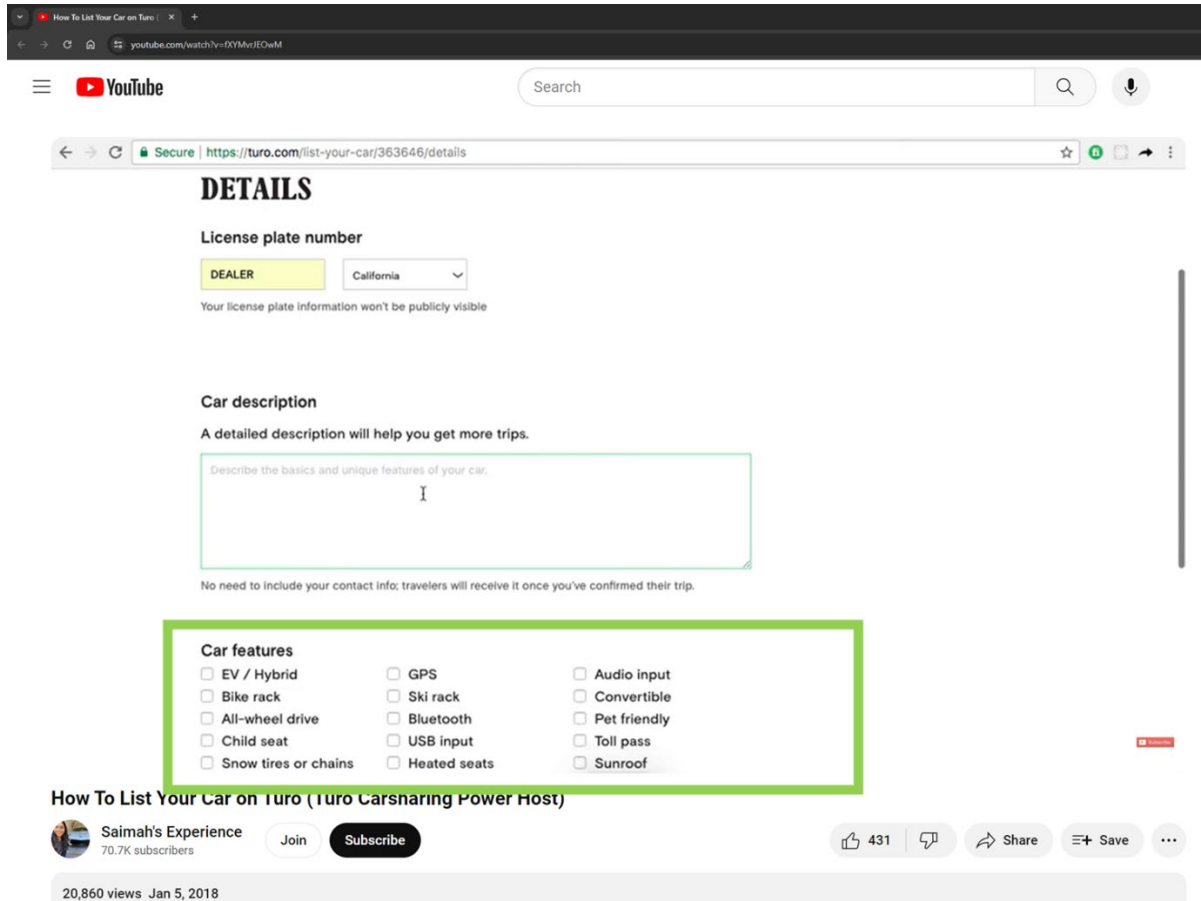 How To List Your Car on Turo (
youtube.com/watch?v=fXYMvrJEOwM
YouTube
Search
Secure | https://turo.com/list-your-car/363646/details
DETAILS
License plate number
DEALER California
Your license plate information won't be publicly visible
Car description
A detailed description will help you get more trips.
Describe the basics and unique features of your car.
No need to include your contact info; travelers will receive it once you've confirmed their trip.
Car features
EV / Hybrid GPS Audio input
Bike rack Ski rack Convertible
All-wheel drive Bluetooth Pet friendly
Child seat USB input Toll pass
Snow tires or chains Heated seats Sunroof
Subscribe
How To List Your Car on Turo (Turo Carsharing Power Host)
Saimah's Experience
70.7K subscribers
Join Subscribe 431 Share Save
20,860 views Jan 5, 2018